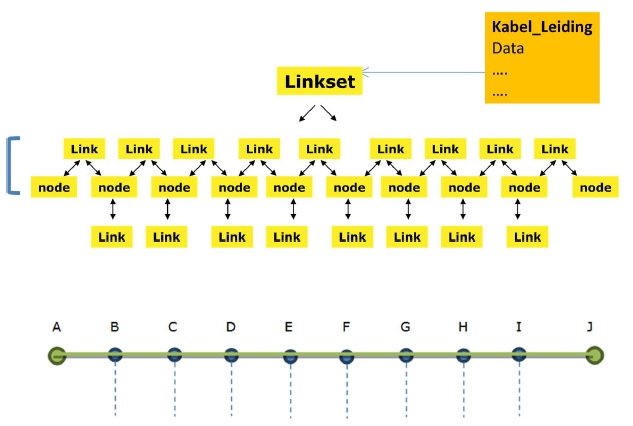 Kabel_Leiding
Data
....
....
Linkset
Link Link Link Link Link Link Link Link Link
node node node node node node node node node node
Link Link Link Link Link Link Link Link
A B C D E F G H I J